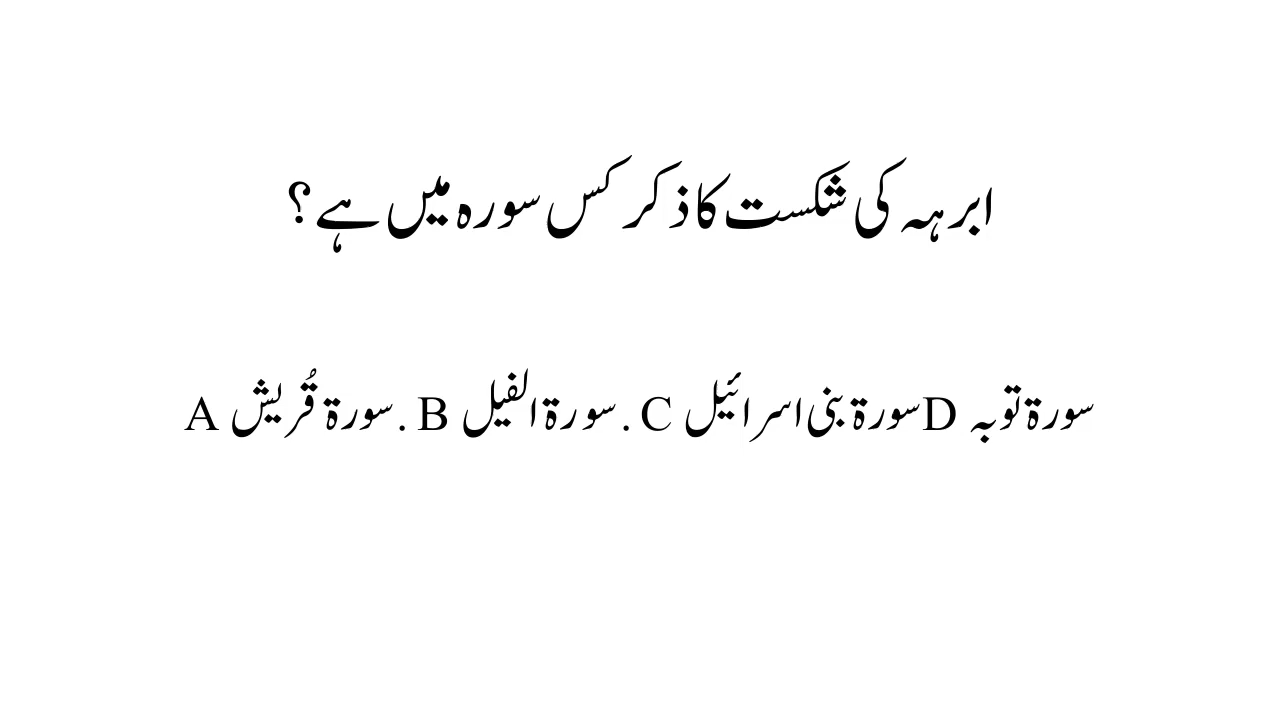 ابرہہ کی شکست کا ذکر کس سورہ میں ہے ؟
A سورۃ قُریش . B سورۃ الفیل . C سورۃ بنی اسرائیل D سورۃ توبہ